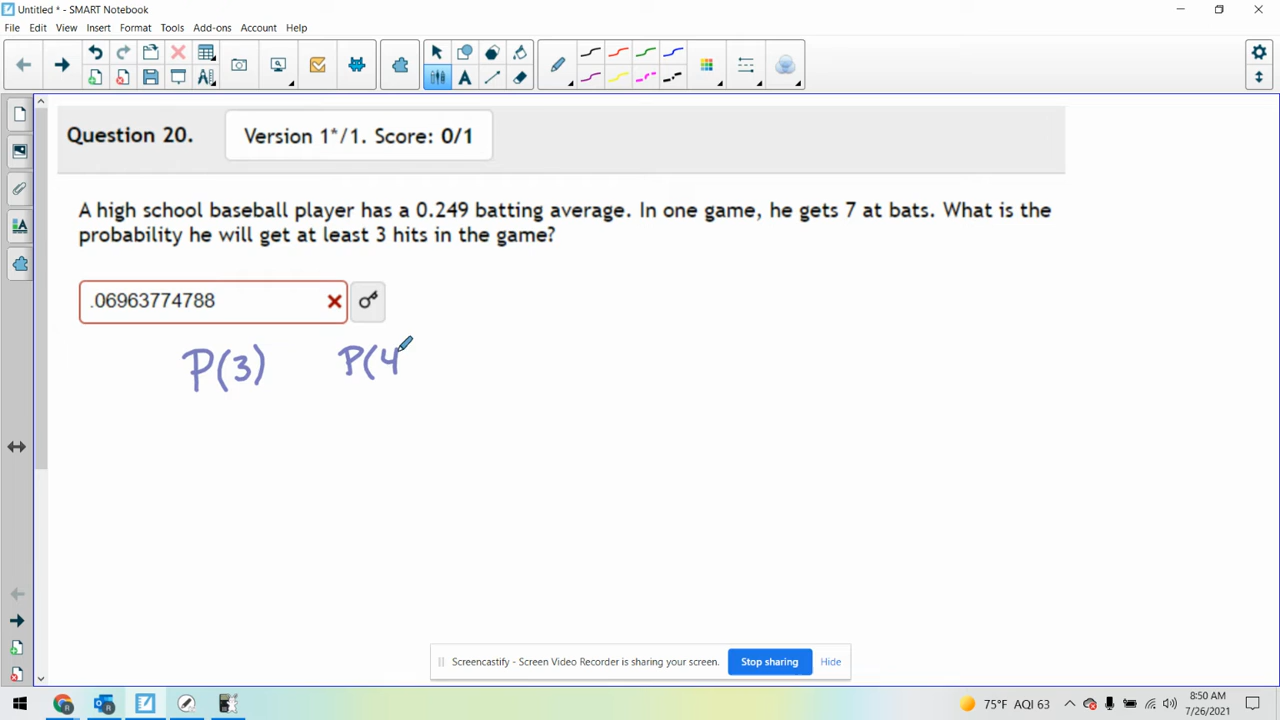 Untitled * - SMART Notebook
File Edit View Insert Format Tools Add-ons Account Help
Question 20. Version 1*/1. Score: 0/1
A high school baseball player has a 0.249 batting average. In one game, he gets 7 at bats. What is the
probability he will get at least 3 hits in the game?
.06963774788
P(3) P(4
Screencastify - Screen Video Recorder is sharing your screen. Stop sharing Hide
75°F AQI 63 8:50 AM
7/26/2021